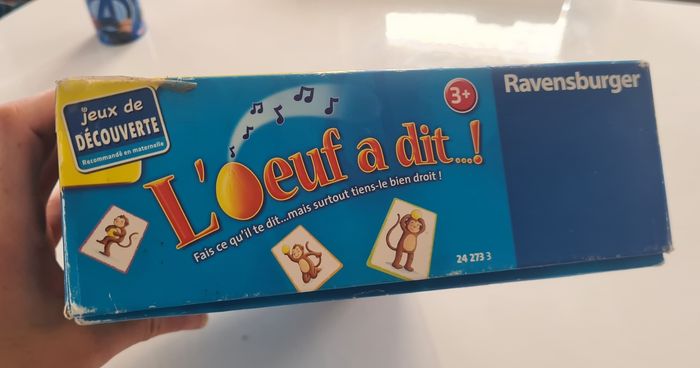 jeux de
DÉCOUVERTE
Recommandé en maternelle
L'oeuf a dit...!
Fais ce qu'il te dit...mais surtout tiens-le bien droit !
3+
Ravensburger
24 273 3